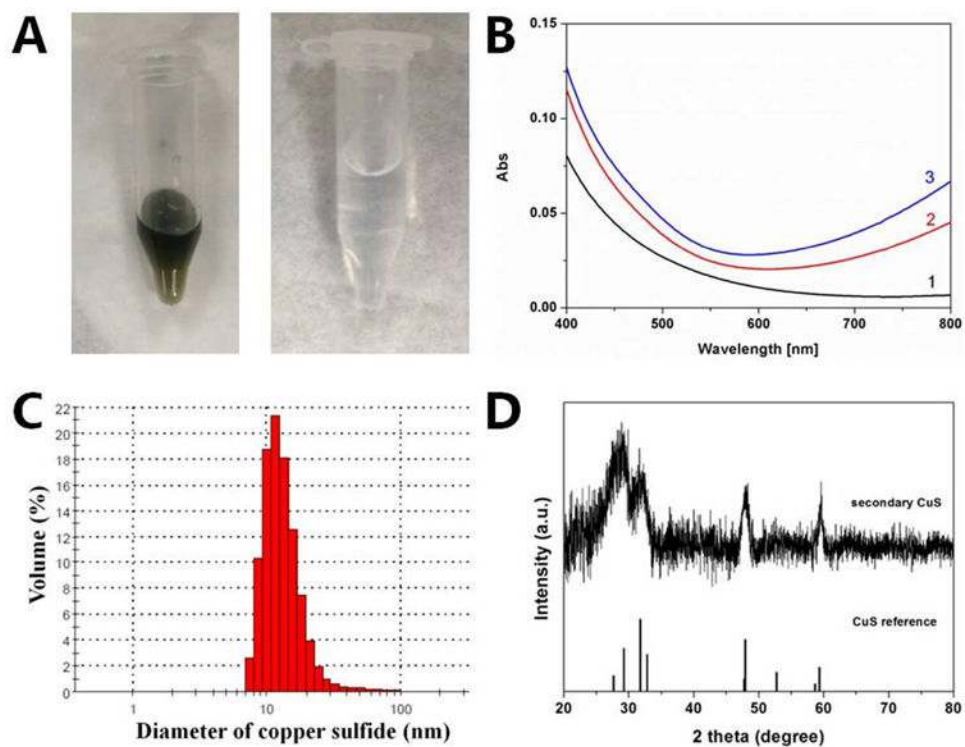 A
B
0.15
0.10
0.05
0.00
Abs
3
2
1
400
500
600
700
800
Wavelength [nm]
C
22
20
18
16
14
12
10
8
6
4
2
0
Volume (%)
1
10
100
Diameter of copper sulfide (nm)
D
Intensity (a.u.)
secondary CuS
CuS reference
20
30
40
50
60
70
80
2 theta (degree)